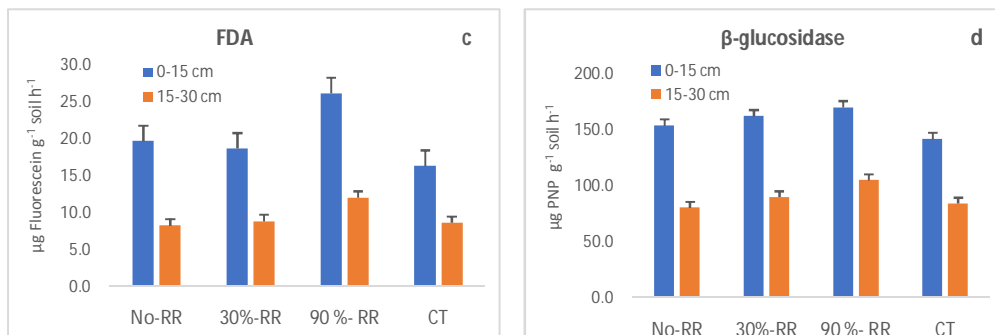 FDA
c
30.0
25.0
20.0
15.0
10.0
5.0
0.0
µg Fluorescein g-1 soil h-1
0-15 cm
15-30 cm
No-RR 30%-RR 90 %- RR CT
β-glucosidase
d
200.0
150.0
100.0
50.0
0.0
µg PNP g-1 soil h-1
0-15 cm
15-30 cm
No-RR 30%-RR 90 %- RR CT